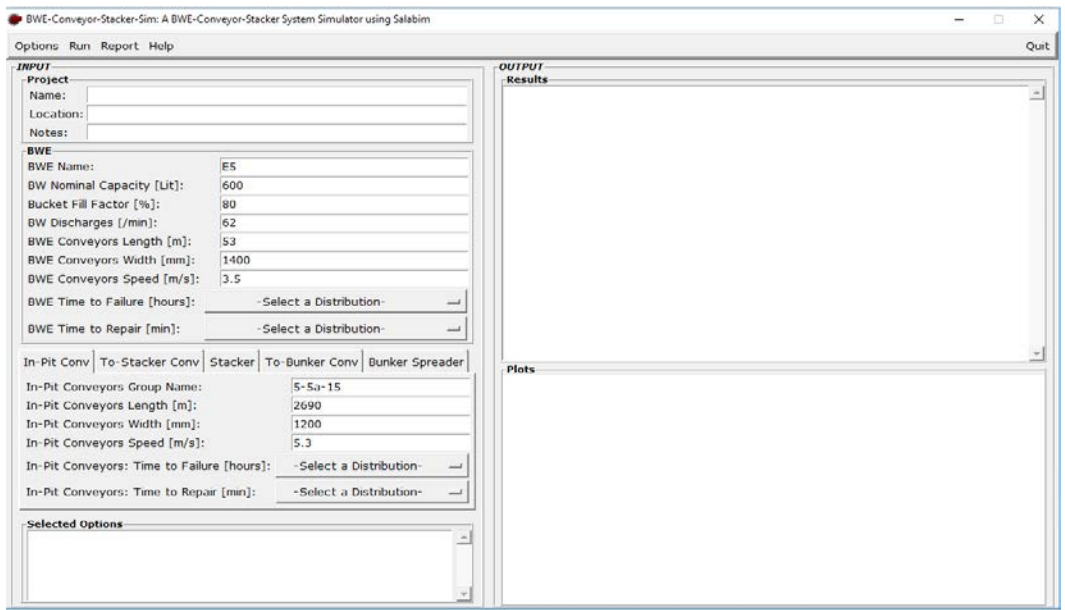 BWE-Conveyor-Stacker-Sim: A BWE-Conveyor-Stacker System Simulator using Salabim
Options Run Report Help Quit
INPUT
Project
Name:
Location:
Notes:
BWE
BWE Name: E5
BW Nominal Capacity [Lit]: 600
Bucket Fill Factor [%]: 80
BW Discharges [/min]: 62
BWE Conveyors Length [m]: 53
BWE Conveyors Width [mm]: 1400
BWE Conveyors Speed [m/s]: 3.5
BWE Time to Failure [hours]: -Select a Distribution-
BWE Time to Repair [min]: -Select a Distribution-
In-Pit Conv To-Stacker Conv Stacker To-Bunker Conv Bunker Spreader
In-Pit Conveyors Group Name: 5-5a-15
In-Pit Conveyors Length [m]: 2690
In-Pit Conveyors Width [mm]: 1200
In-Pit Conveyors Speed [m/s]: 5.3
In-Pit Conveyors: Time to Failure [hours]: -Select a Distribution-
In-Pit Conveyors: Time to Repair [min]: -Select a Distribution-
Selected Options
OUTPUT
Results
Plots